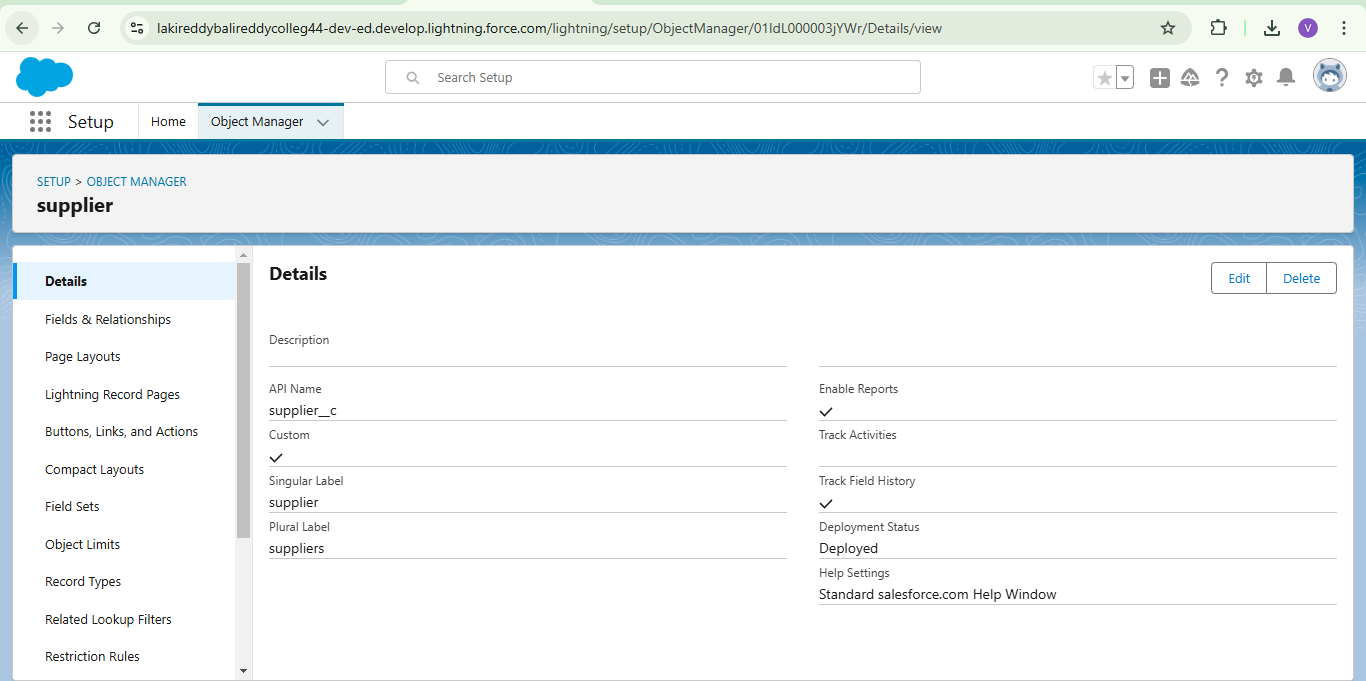 lakireddybalireddycolleg44-dev-ed.develop.lightning.force.com/lightning/setup/ObjectManager/01IdL000003jYWr/Details/view
V
Search Setup
Setup
Home
Object Manager
SETUP > OBJECT MANAGER
supplier
Details
Fields & Relationships
Page Layouts
Lightning Record Pages
Buttons, Links, and Actions
Compact Layouts
Field Sets
Object Limits
Record Types
Related Lookup Filters
Restriction Rules
Details
Edit
Delete
Description
API Name
supplier__c
Custom
Singular Label
supplier
Plural Label
suppliers
Enable Reports
Track Activities
Track Field History
Deployment Status
Deployed
Help Settings
Standard salesforce.com Help Window